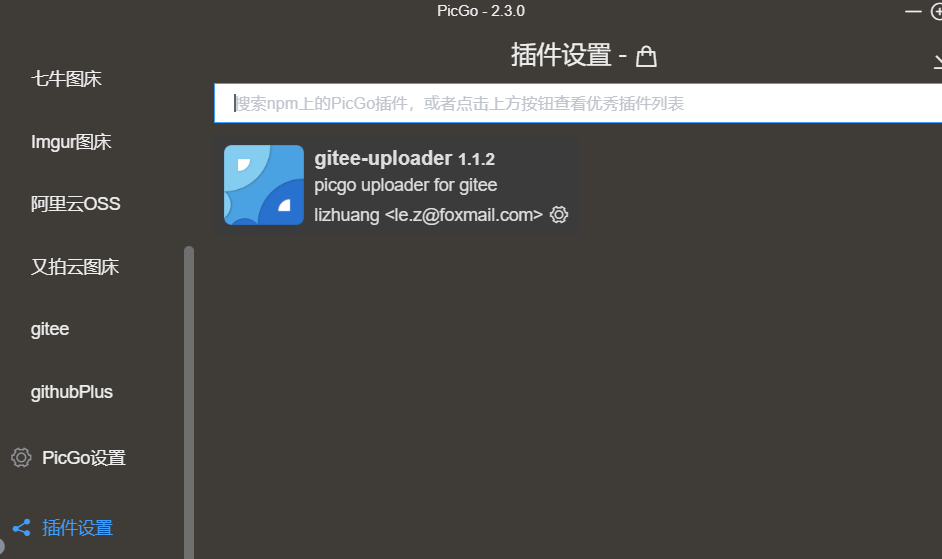 PicGo - 2.3.0
插件设置 -
七牛图床
Imgur图床
阿里云OSS
又拍云图床
gitee
githubPlus
PicGo设置
插件设置
搜索npm上的PicGo插件，或者点击上方按钮查看优秀插件列表
gitee-uploader 1.1.2
picgo uploader for gitee
lizhuang <le.z@foxmail.com>